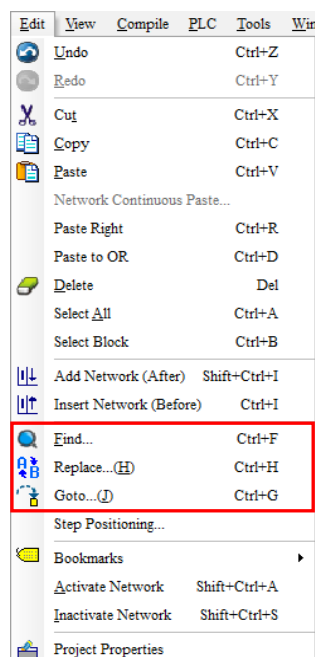 Edit View Compile PLC Tools
Undo Ctrl+Z
Redo Ctrl+Y
Cut Ctrl+X
Copy Ctrl+C
Paste Ctrl+V
Network Continuous Paste...
Paste Right Ctrl+R
Paste to OR Ctrl+D
Delete Del
Select All Ctrl+A
Select Block Ctrl+B
Add Network (After) Shift+Ctrl+I
Insert Network (Before) Ctrl+I
Find... Ctrl+F
Replace...(H) Ctrl+H
Goto...(J) Ctrl+G
Step Positioning...
Bookmarks
Activate Network Shift+Ctrl+A
Inactivate Network Shift+Ctrl+S
Project Properties